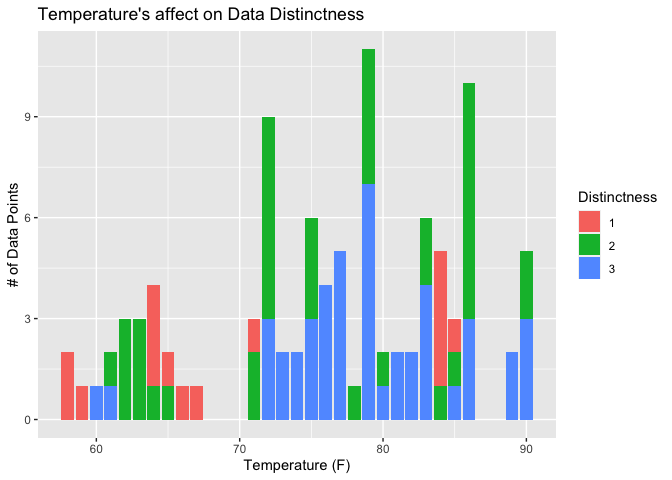 Temperature's affect on Data Distinctness
# of Data Points
9
6
3
0
60
70
80
90
Temperature (F)
Distinctness
1
2
3